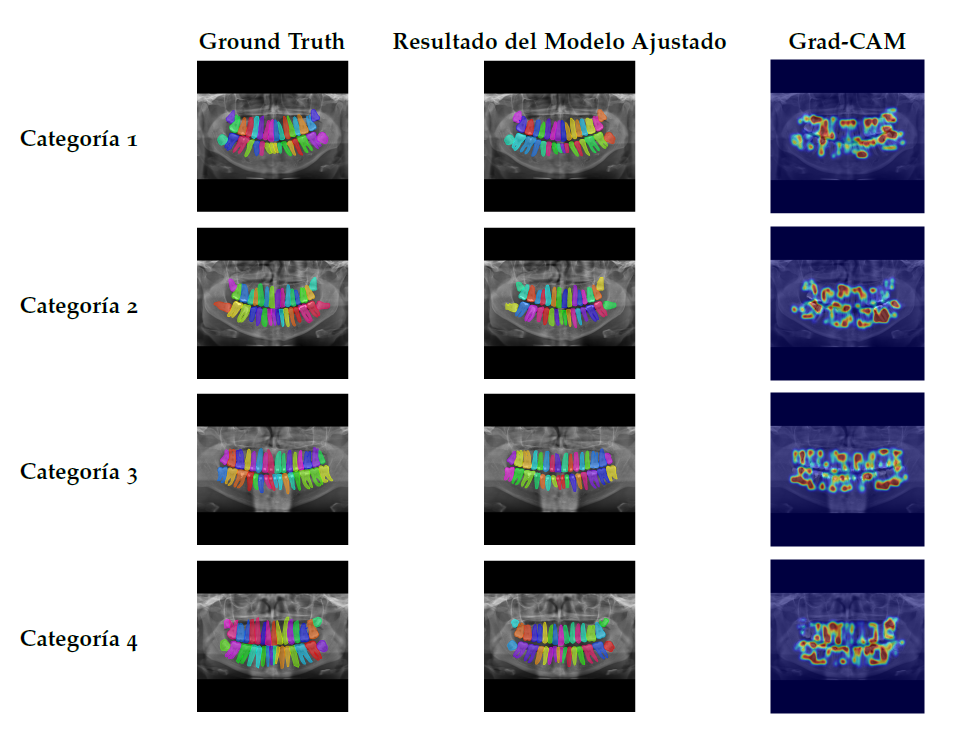 Ground Truth Resultado del Modelo Ajustado Grad-CAM
Categoría 1
Categoría 2
Categoría 3
Categoría 4